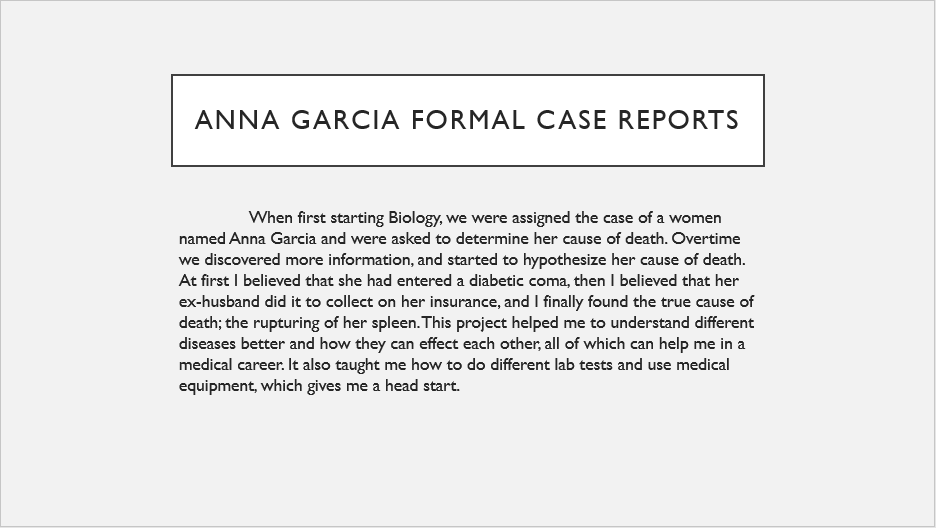 ANNA GARCIA FORMAL CASE REPORTS
When first starting Biology, we were assigned the case of a women
named Anna Garcia and were asked to determine her cause of death. Overtime
we discovered more information, and started to hypothesize her cause of death.
At first I believed that she had entered a diabetic coma, then I believed that her
ex-husband did it to collect on her insurance, and I finally found the true cause of
death; the rupturing of her spleen. This project helped me to understand different
diseases better and how they can effect each other, all of which can help me in a
medical career. It also taught me how to do different lab tests and use medical
equipment, which gives me a head start.